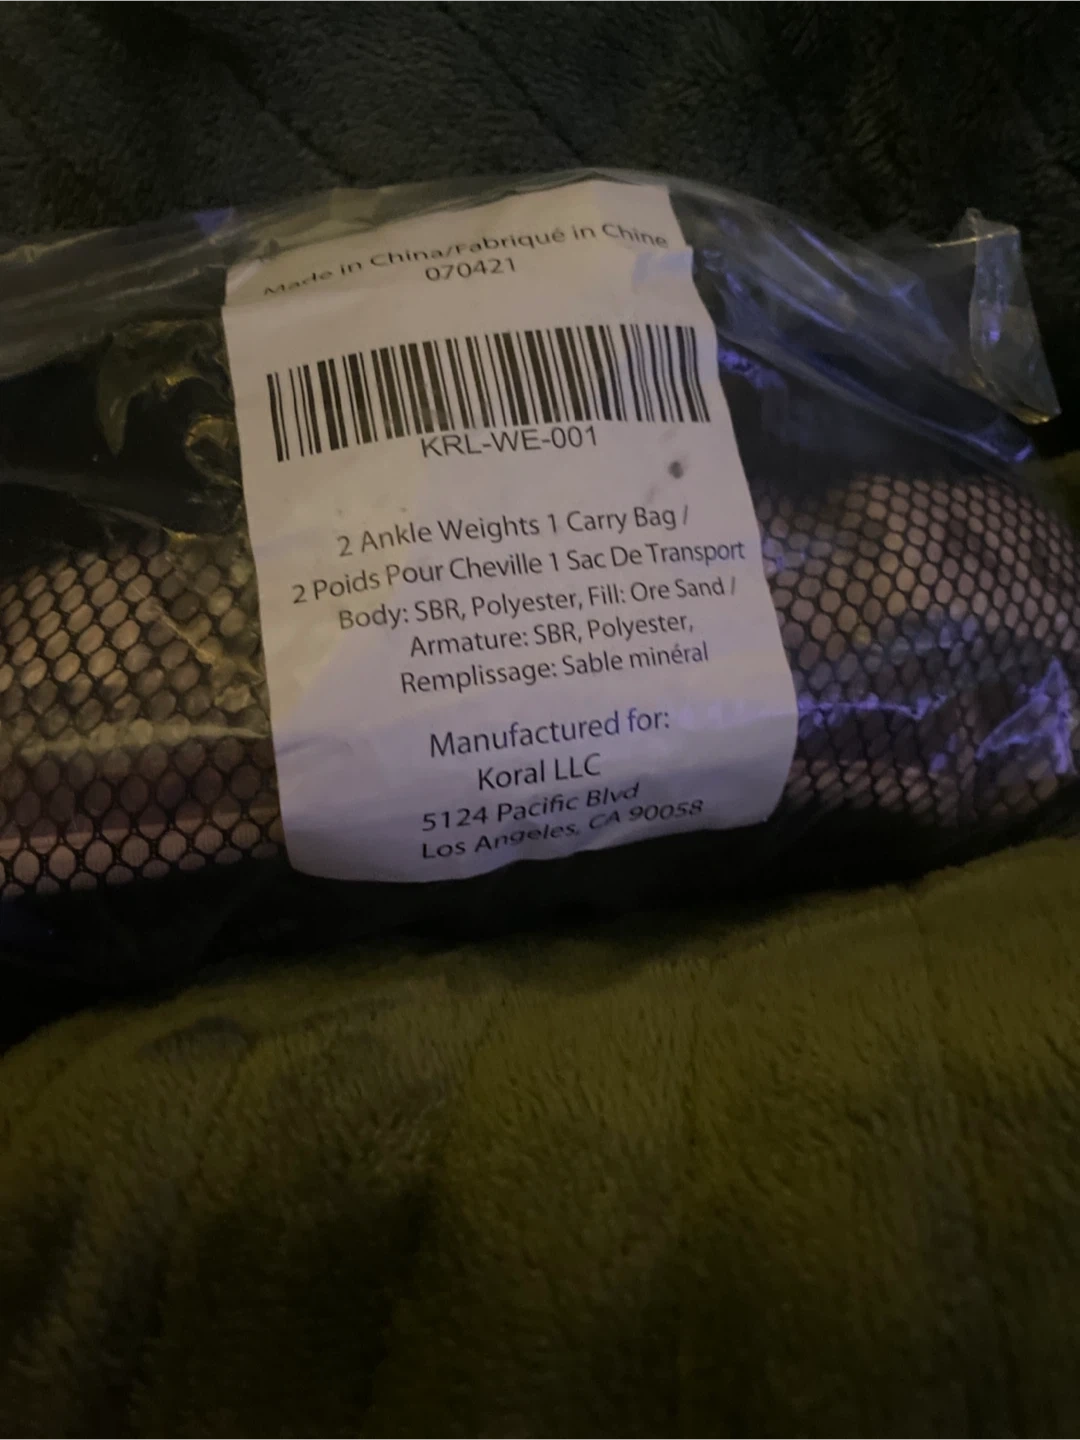 Made in China/Fabriqué in Chine
070421
KRL-WE-001
2 Ankle Weights 1 Carry Bag /
2 Poids Pour Cheville 1 Sac De Transport
Body: SBR, Polyester, Fill: Ore Sand /
Armature: SBR, Polyester,
Remplissage: Sable minéral
Manufactured for:
Koral LLC
5124 Pacific Blvd
Los Angeles, CA 90058